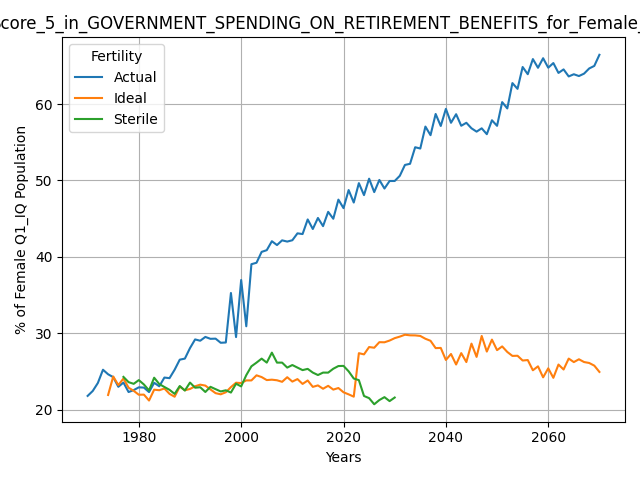 core_5_in_GOVERNMENT_SPENDING_ON_RETIREMENT_BENEFITS_for_Female_
Fertility
Actual
Ideal
Sterile
% of Female Q1_IQ Population
60
50
40
30
20
1980
2000
2020
2040
2060
Years